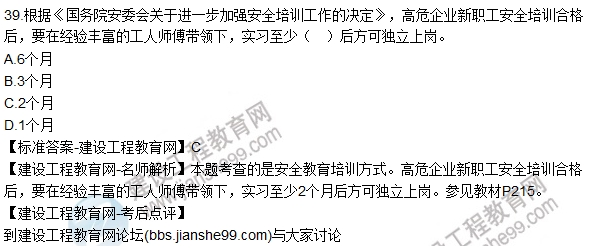 39.根据《国务院安委会关于进一步加强安全培训工作的决定》，高危企业新职工安全培训合格
后，要在经验丰富的工人师傅带领下，实习至少（　）后方可独立上岗。
A.6个月
B.3个月
C.2个月
D.1个月
【标准答案-建设工程教育网】C
【建设工程教育网-名师解析】本题考查的是安全教育培训方式。高危企业新职工安全培训合格
后，要在经验丰富的工人师傅带领下，实习至少2个月后方可独立上岗。参见教材P215。
【建设工程教育网-考后点评】
到建设工程教育网论坛(bbs.jianshe99.com)与大家讨论
建设工程教育网
www.jianshe99.com